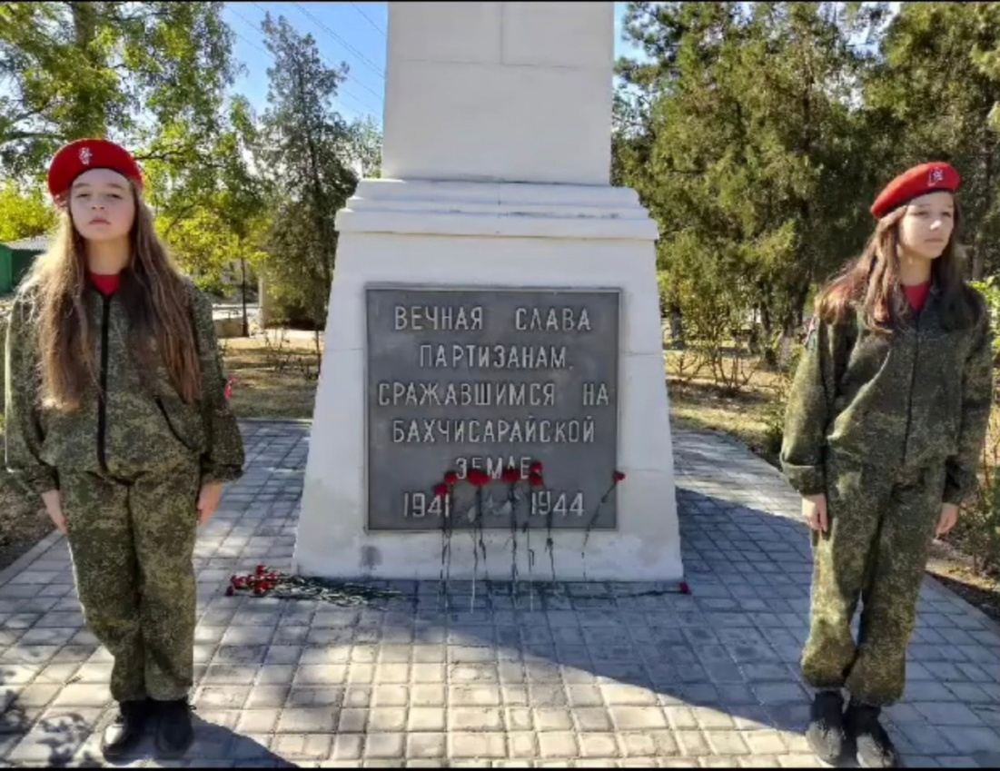 ВЕЧНАЯ СЛАВА
ПАРТИЗАНАМ,
СРАЖАВШИМСЯ НА
БАХЧИСАРАЙСКОЙ
ЗЕМЛЕ
1941 1944